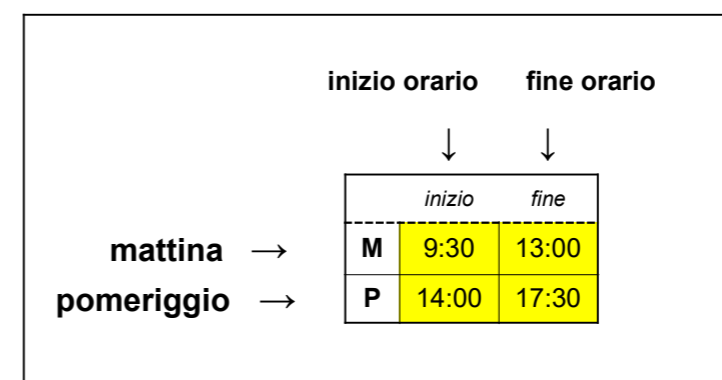 inizio orario fine orario
↓ ↓
inizio fine
mattina → M 9:30 13:00
pomeriggio → P 14:00 17:30